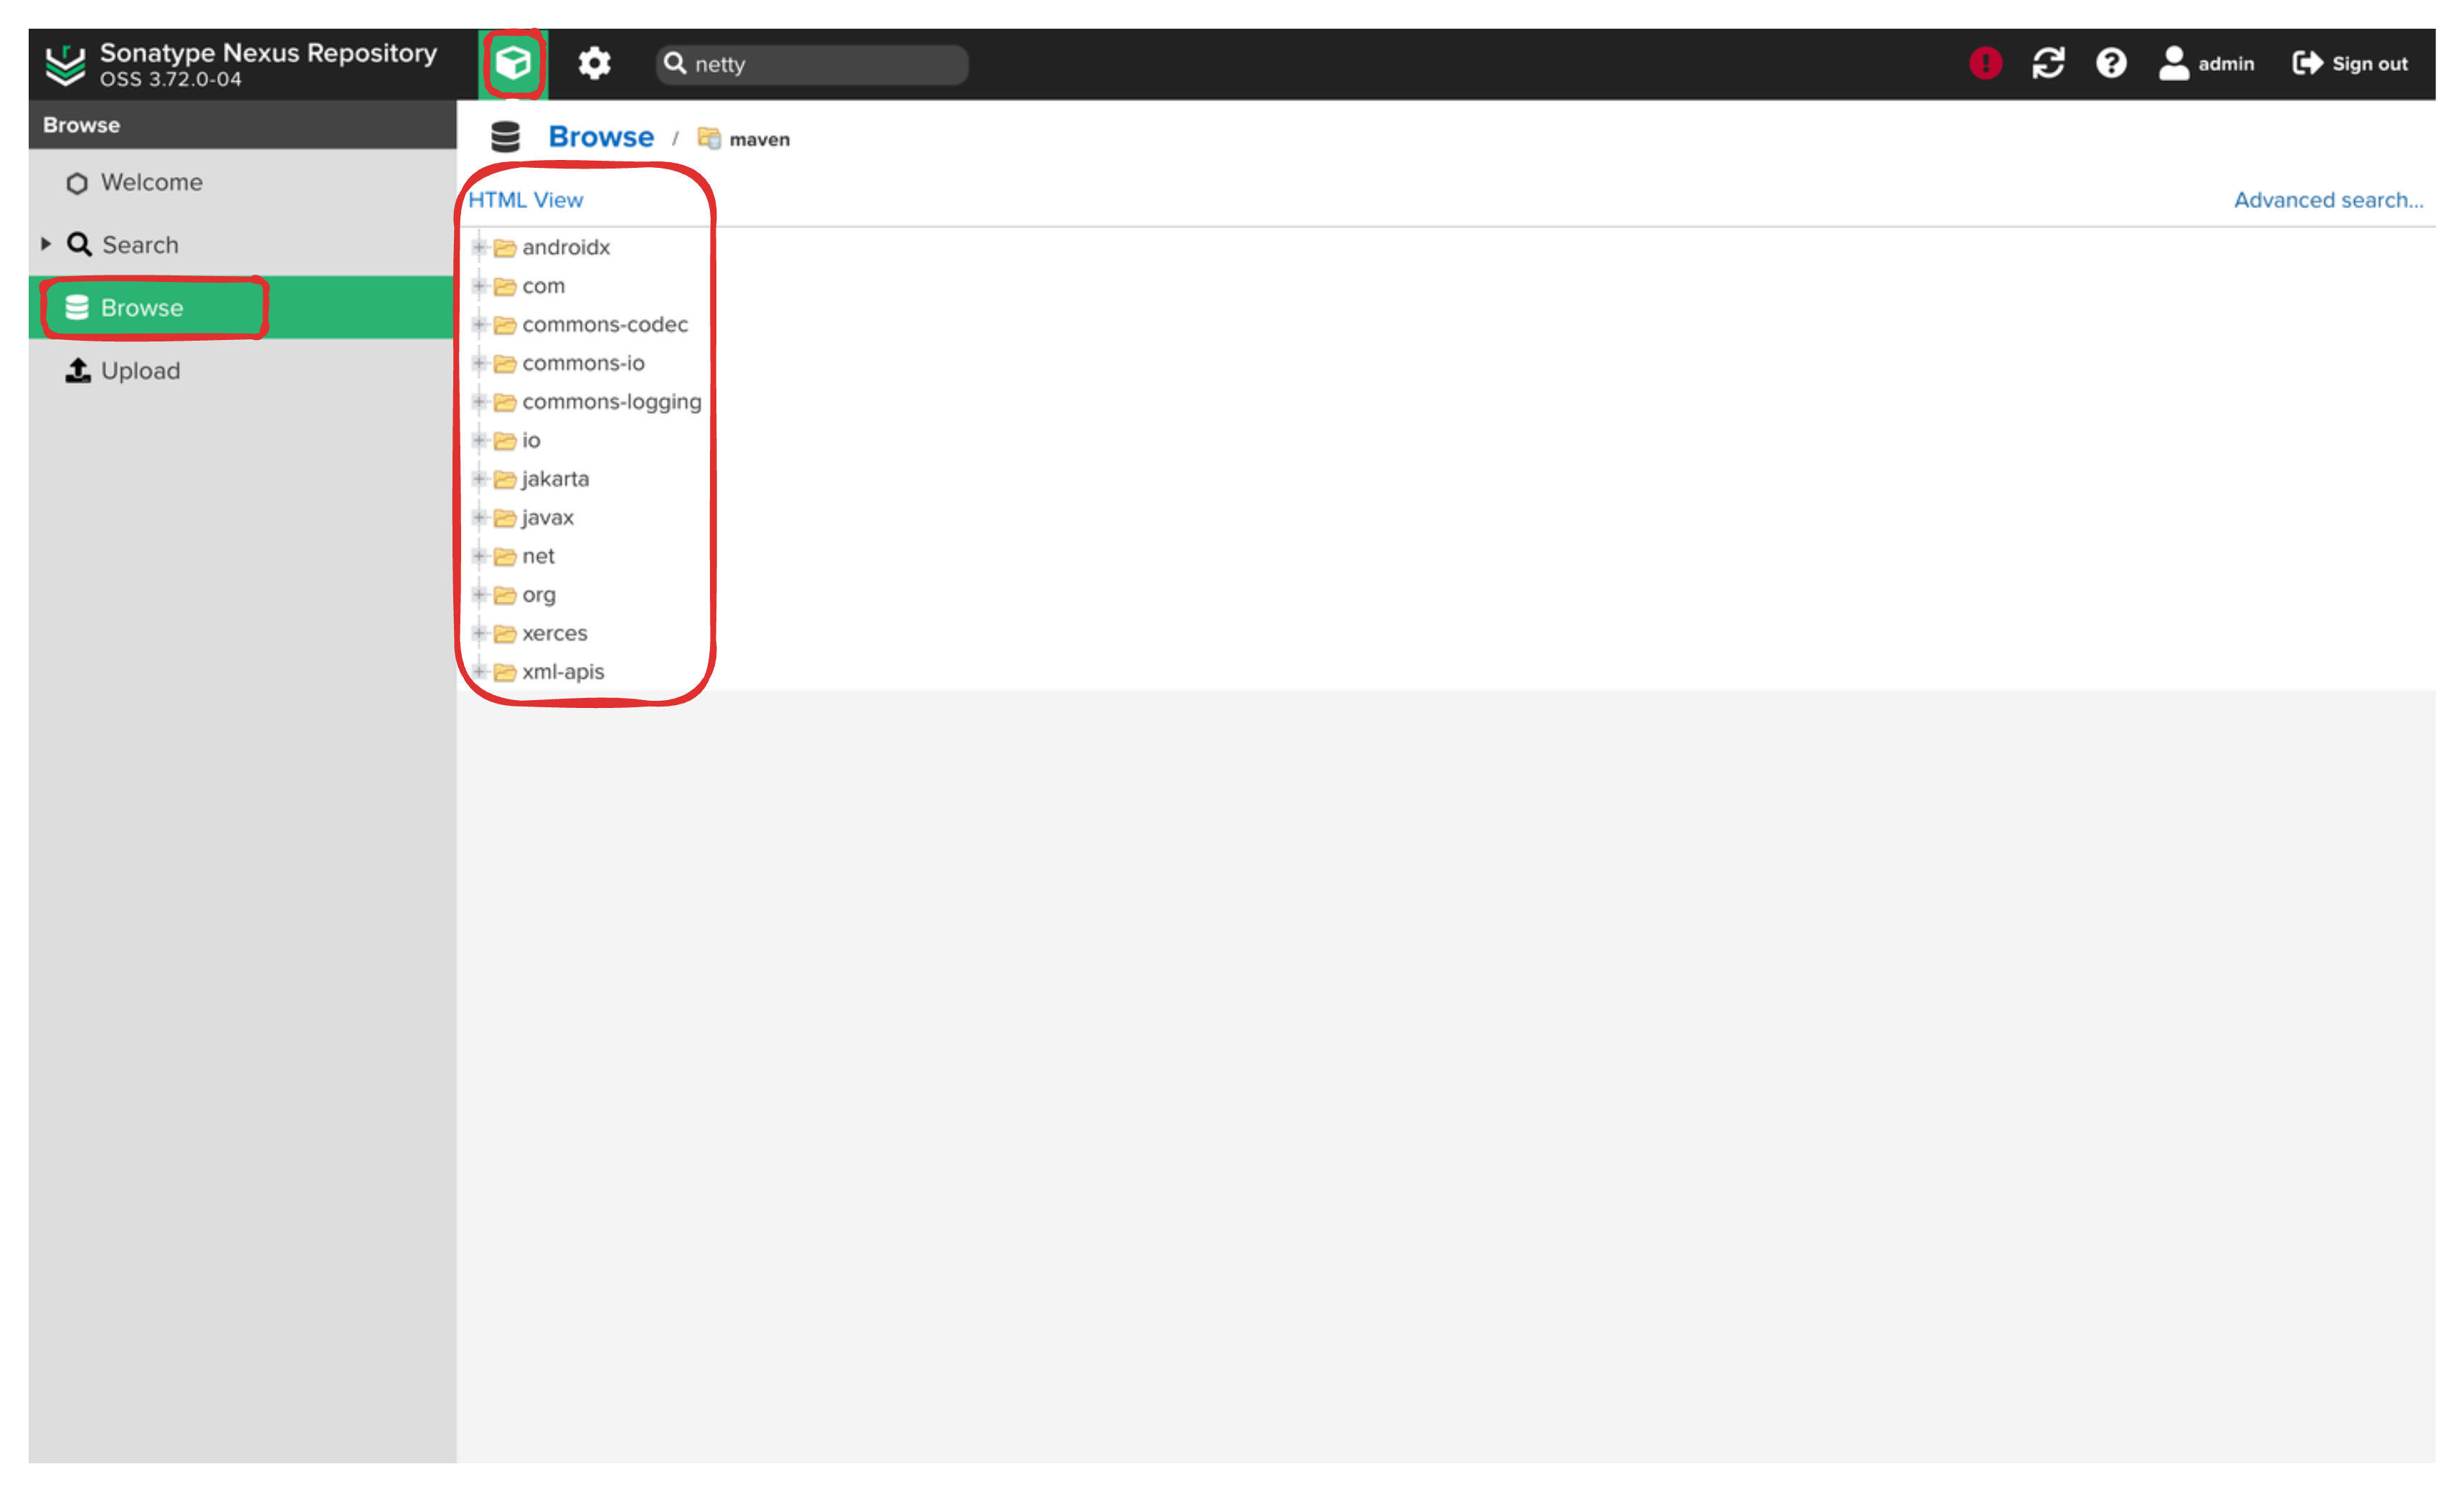 Sonatype Nexus Repository
OSS 3.72.0-04
netty
admin
Sign out
Browse
Welcome
Search
Browse
Upload
Browse / maven
HTML View
Advanced search...
androidx
com
commons-codec
commons-io
commons-logging
io
jakarta
javax
net
org
xerces
xml-apis